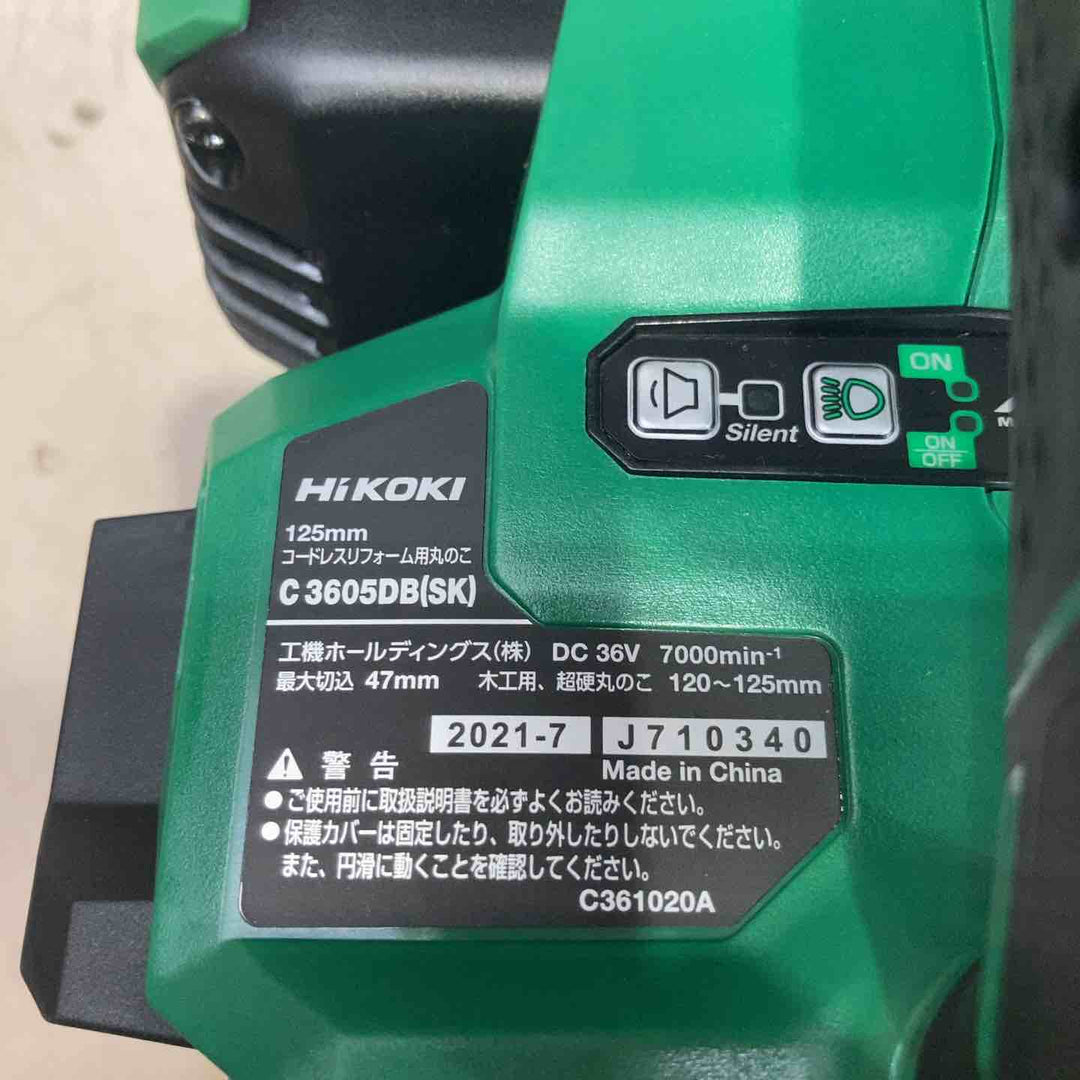 ON
Silent
ON
OFF
HiKOKI
125mm
コードレスリフォーム用丸のこ
C 3605DB(SK)
工機ホールディングス(株) DC 36V 7000min-1
最大切込 47mm 木工用、超硬丸のこ 120～125mm
2021-7 J710340
警告 Made in China
●ご使用前に取扱説明書を必ずよくお読みください。
●保護カバーは固定したり、取り外したりしないでください。
また、円滑に動くことを確認してください。
C361020A